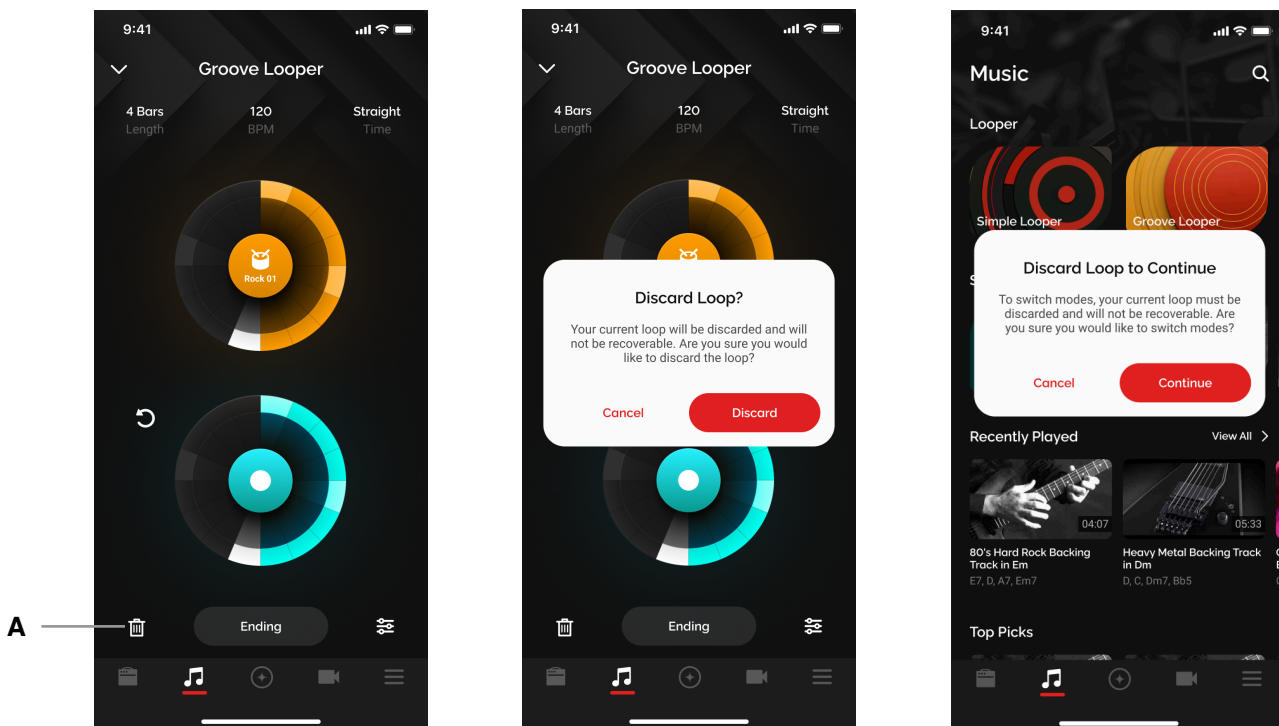 9:41
Groove Looper
4 Bars 120 Straight
Length BPM Time
Rock 01
A
Ending
9:41
Groove Looper
4 Bars 120 Straight
Length BPM Time
Discard Loop?
Your current loop will be discarded and will
not be recoverable. Are you sure you would
like to discard the loop?
Cancel Discard
Ending
9:41
Music
Looper
Simple Looper Groove Looper
Discard Loop to Continue
To switch modes, your current loop must be
discarded and will not be recoverable. Are
you sure you would like to switch modes?
Cancel Continue
Recently Played View All
04:07 05:33
80's Hard Rock Backing
Track in Em
E7, D, A7, Em7
Heavy Metal Backing Track
in Dm
D, C, Dm7, Bb5
Top Picks